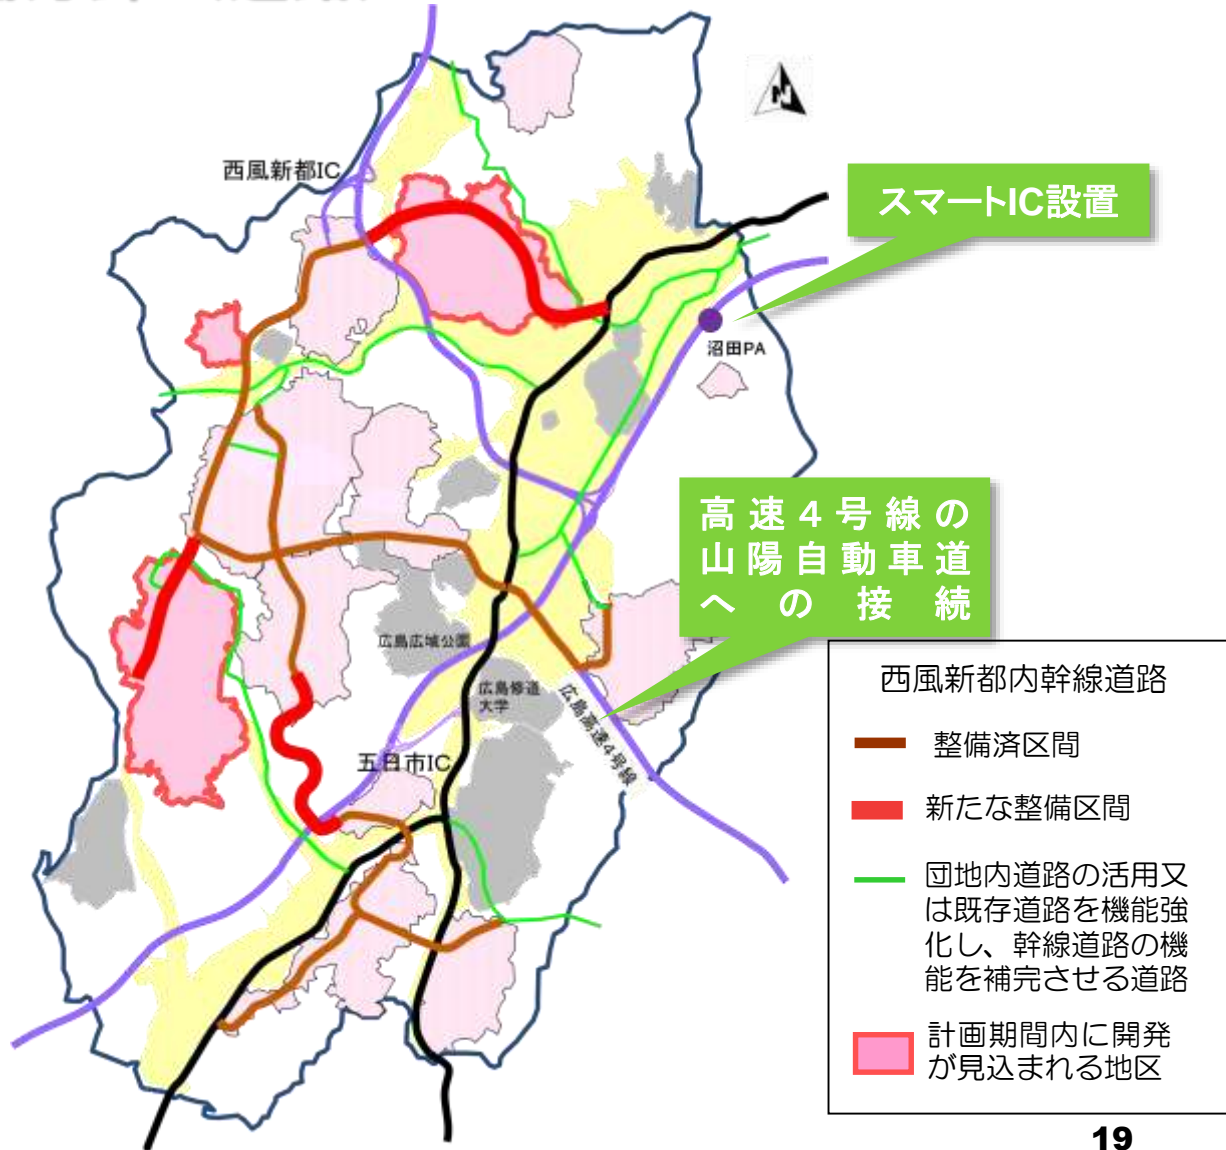 西風新都IC
N
スマートIC設置
沼田PA
高速4号線の
山陽自動車道
への接続
広島広域公園
広島修道
大学
広島高速4号線
五日市IC
西風新都内幹線道路
整備済区間
新たな整備区間
団地内道路の活用又
は既存道路を機能強
化し、幹線道路の機
能を補完させる道路
計画期間内に開発
が見込まれる地区
19